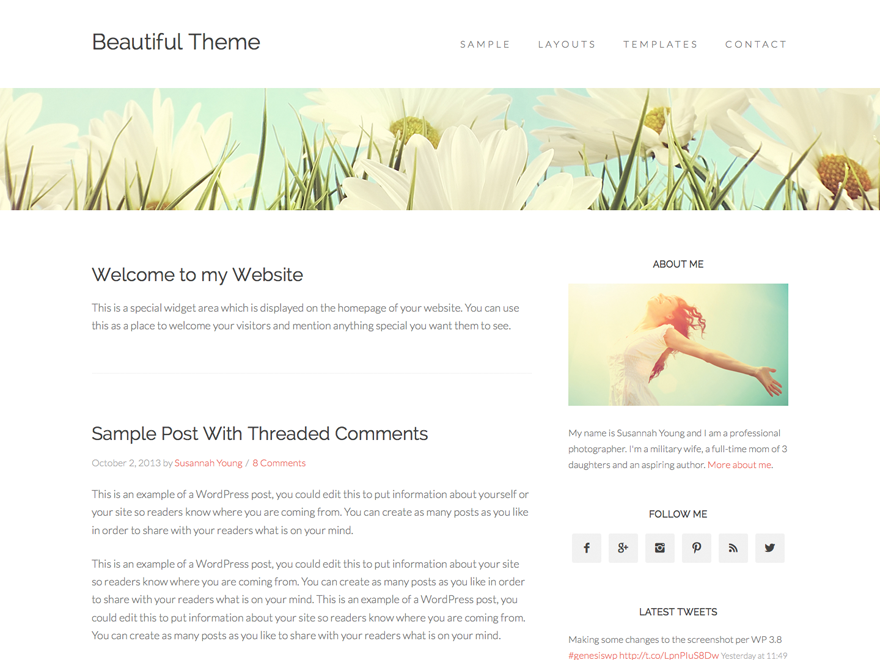 Beautiful Theme
SAMPLE LAYOUTS TEMPLATES CONTACT
Welcome to my Website
This is a special widget area which is displayed on the homepage of your website. You can use
this as a place to welcome your visitors and mention anything special you want them to see.
Sample Post With Threaded Comments
October 2, 2013 by Susannah Young / 8 Comments
This is an example of a WordPress post, you could edit this to put information about yourself or
your site so readers know where you are coming from. You can create as many posts as you like
in order to share with your readers what is on your mind.
This is an example of a WordPress post, you could edit this to put information about your site
so readers know where you are coming from. You can create as many posts as you like in order
to share with your readers what is on your mind. This is an example of a WordPress post, you
could edit this to put information about your site so readers know where you are coming from.
You can create as many posts as you like to share with your readers what is on your mind.
ABOUT ME
My name is Susannah Young and I am a professional
photographer. I'm a military wife, a full-time mom of 3
daughters and an aspiring author. More about me.
FOLLOW ME
LATEST TWEETS
Making some changes to the screenshot per WP 3.8
#genesiswp http://t.co/LpnPIuS8Dw Yesterday at 11:49